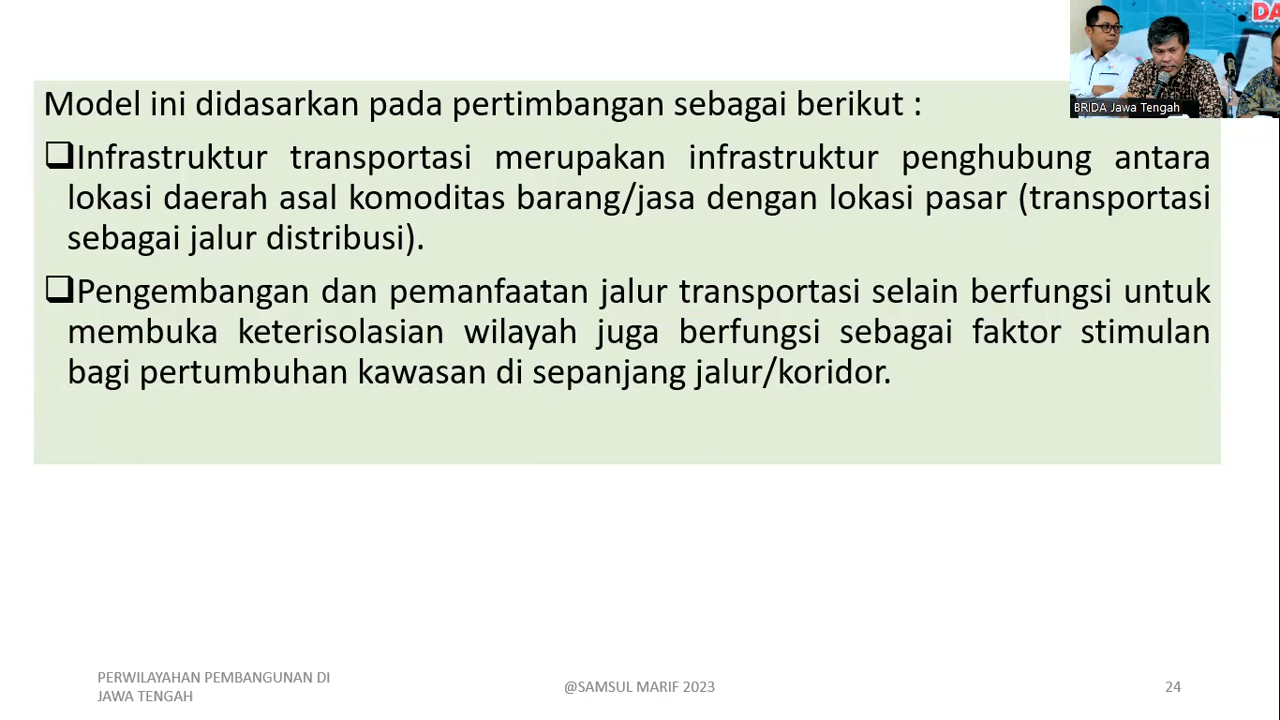 DA
BRIDA Jawa Tengah
Model ini didasarkan pada pertimbangan sebagai berikut :
❑Infrastruktur transportasi merupakan infrastruktur penghubung antara
lokasi daerah asal komoditas barang/jasa dengan lokasi pasar (transportasi
sebagai jalur distribusi).
❑Pengembangan dan pemanfaatan jalur transportasi selain berfungsi untuk
membuka keterisolasian wilayah juga berfungsi sebagai faktor stimulan
bagi pertumbuhan kawasan di sepanjang jalur/koridor.
PERWILAYAHAN PEMBANGUNAN DI
JAWA TENGAH
@SAMSUL MARIF 2023
24